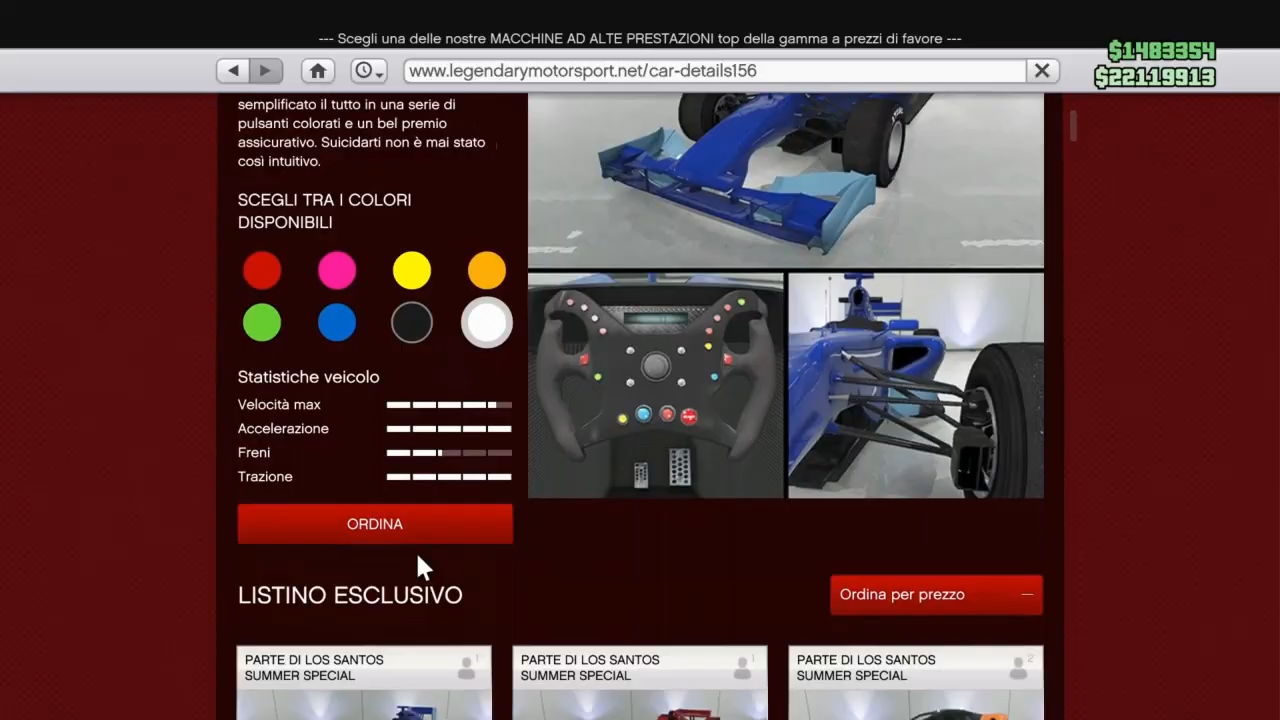 --- Scegli una delle nostre MACCHINE AD ALTE PRESTAZIONI top della gamma a prezzi di favore ---
$1483354
$22119913
www.legendarymotorsport.net/car-details156
semplificato il tutto in una serie di
pulsanti colorati e un bel premio
assicurativo. Suicidarti non è mai stato
così intuitivo.
SCEGLI TRA I COLORI
DISPONIBILI
Statistiche veicolo
Velocità max
Accelerazione
Freni
Trazione
ORDINA
LISTINO ESCLUSIVO
Ordina per prezzo
PARTE DI LOS SANTOS
SUMMER SPECIAL
1
PARTE DI LOS SANTOS
SUMMER SPECIAL
1
PARTE DI LOS SANTOS
SUMMER SPECIAL
2